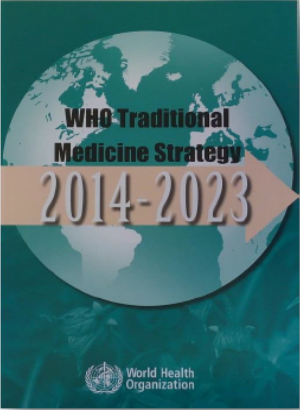 WHO Traditional
Medicine Strategy
2014-2023
World Health
Organization